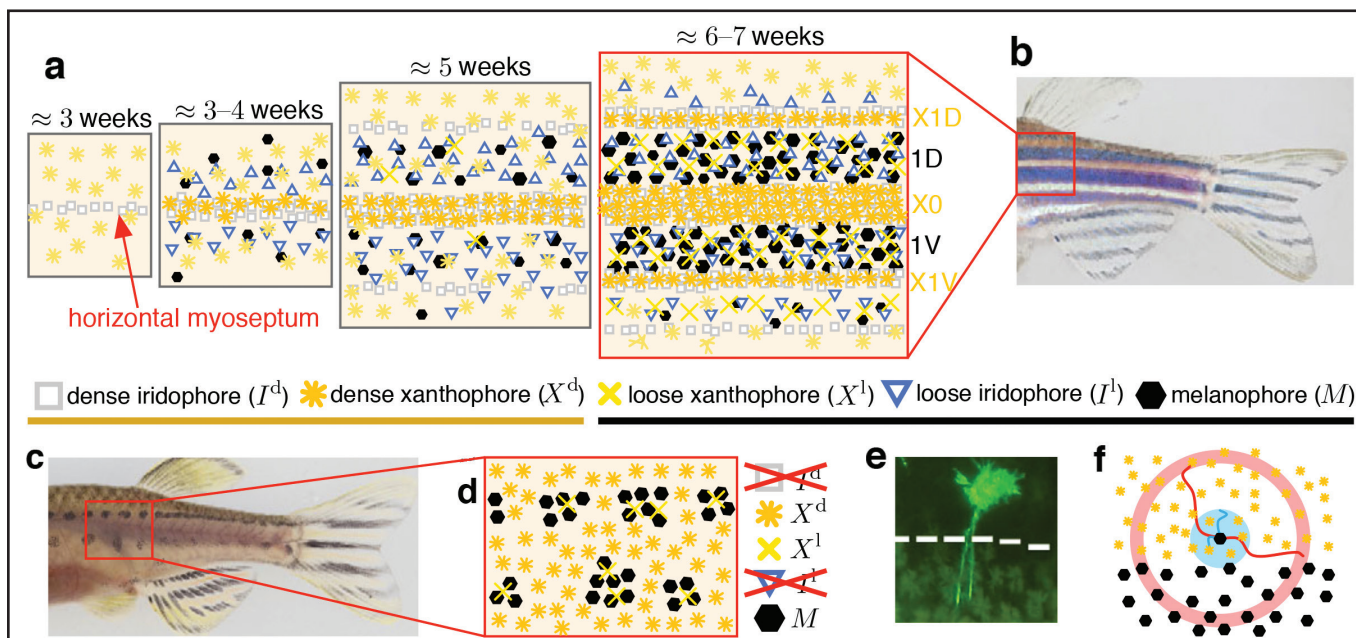 a
≈ 3 weeks
≈ 3–4 weeks
≈ 5 weeks
≈ 6–7 weeks
X1D
1D
X0
1V
X1V
horizontal myoseptum
b
dense iridophore (I^d) dense xanthophore (X^d) loose xanthophore (X^l) loose iridophore (I^l) melanophore (M)
c
d
I^d
X^d
X^l
I^l
M
e
f